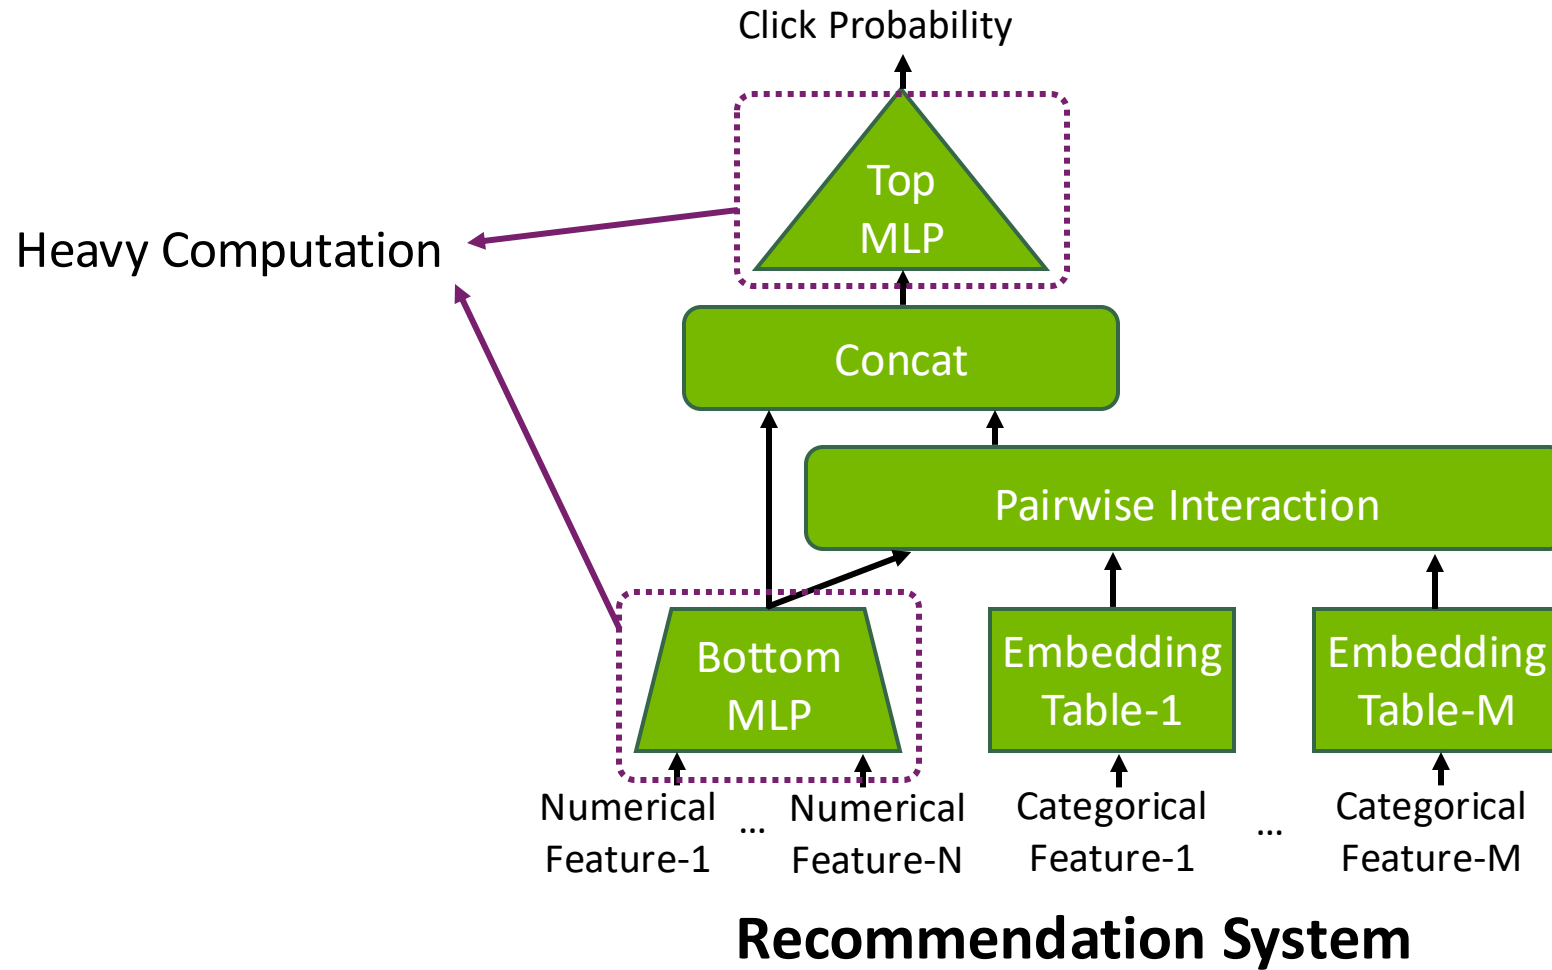 Click Probability
Top
MLP
Heavy Computation
Concat
Pairwise Interaction
Bottom
MLP
Embedding
Table-1
Embedding
Table-M
Numerical
Feature-1
...
Numerical
Feature-N
Categorical
Feature-1
...
Categorical
Feature-M
Recommendation System